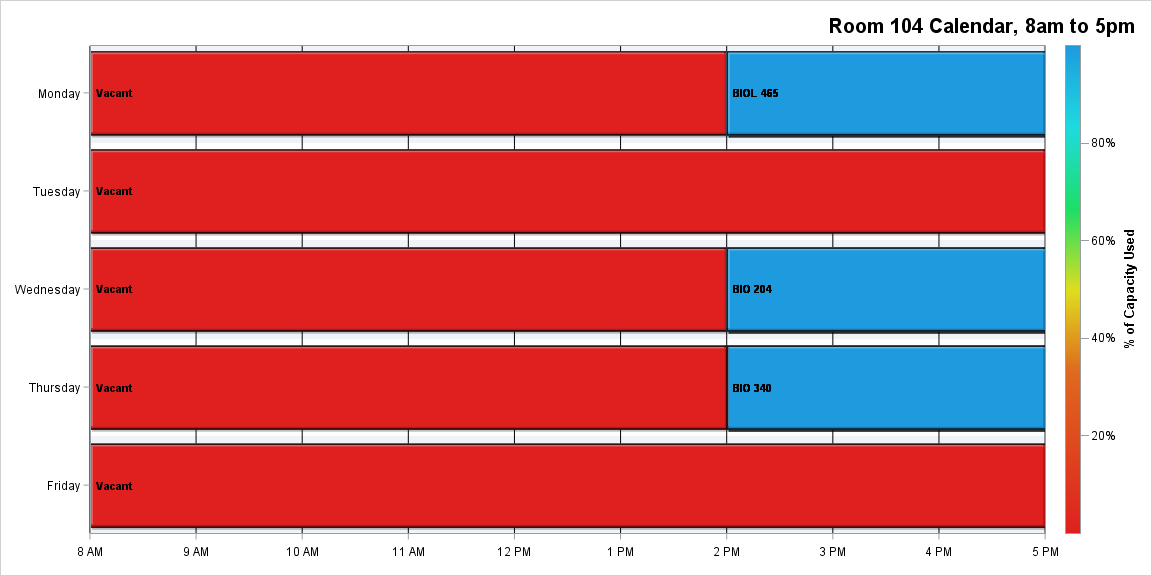 Room 104 Calendar, 8am to 5pm
Monday
Vacant
BIOL 465
Tuesday
Vacant
Wednesday
Vacant
BIO 204
Thursday
Vacant
BIO 340
Friday
Vacant
8 AM 9 AM 10 AM 11 AM 12 PM 1 PM 2 PM 3 PM 4 PM 5 PM
80%
60%
40%
20%
% of Capacity Used